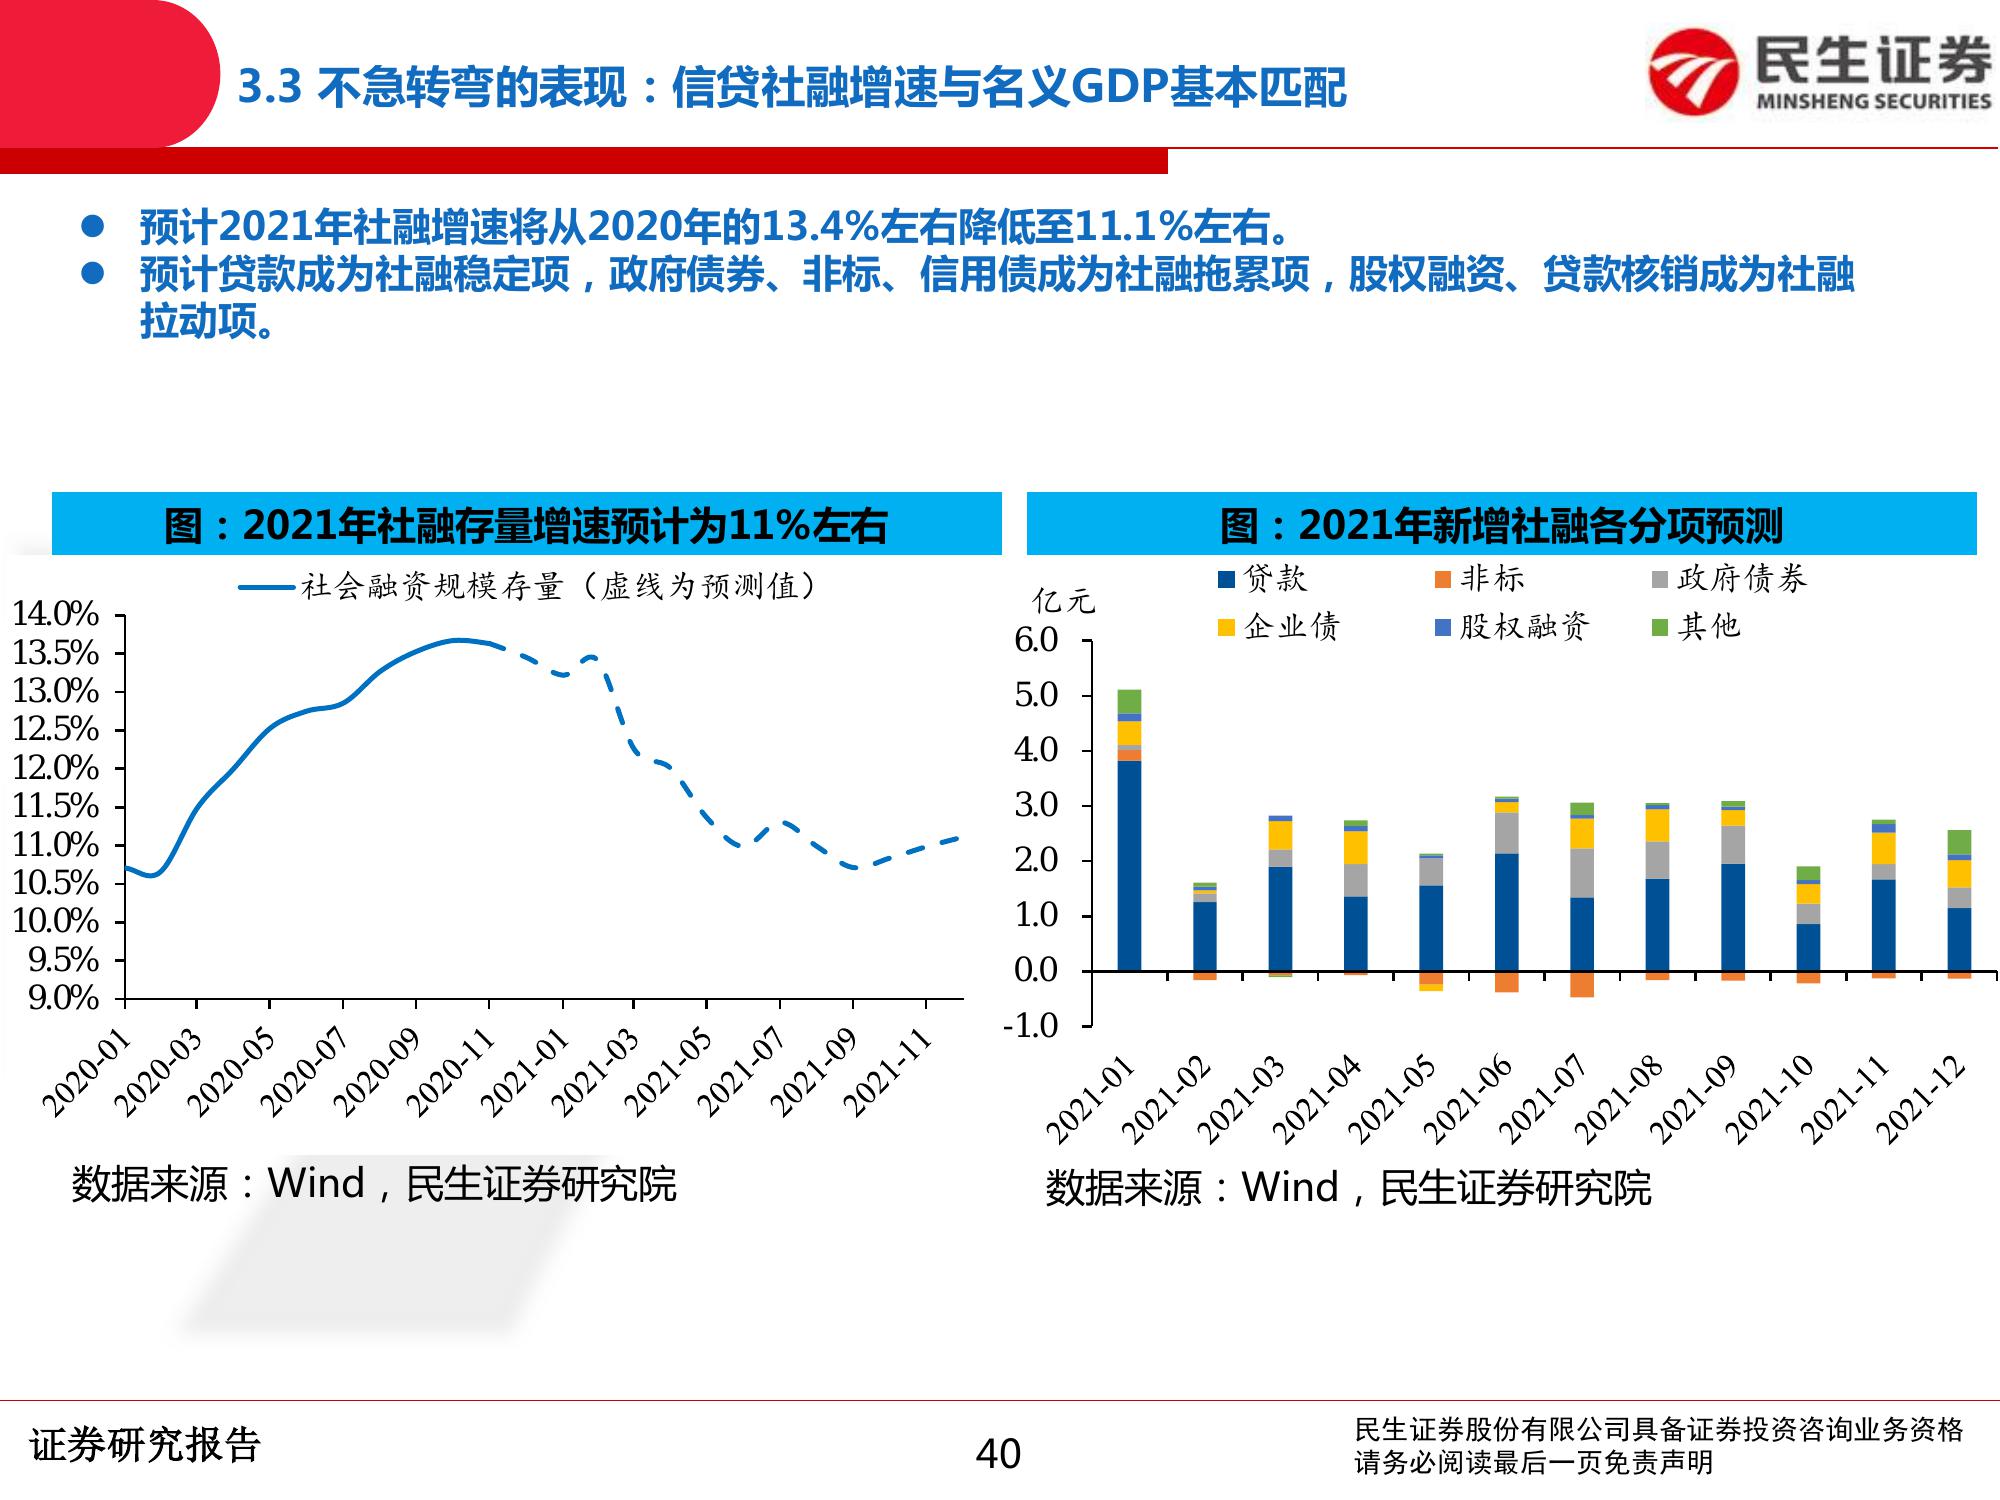 3.3 不急转弯的表现：信贷社融增速与名义GDP基本匹配
民生证券
MINSHENG SECURITIES
● 预计2021年社融增速将从2020年的13.4%左右降低至11.1%左右。
● 预计贷款成为社融稳定项，政府债券、非标、信用债成为社融拖累项，股权融资、贷款核销成为社融
拉动项。
图：2021年社融存量增速预计为11%左右
社会融资规模存量（虚线为预测值）
14.0%
13.5%
13.0%
12.5%
12.0%
11.5%
11.0%
10.5%
10.0%
9.5%
9.0%
2020-01 2020-03 2020-05 2020-07 2020-09 2020-11 2021-01 2021-03 2021-05 2021-07 2021-09 2021-11
数据来源：Wind，民生证券研究院
图：2021年新增社融各分项预测
贷款 非标 政府债券
企业债 股权融资 其他
亿元
6.0
5.0
4.0
3.0
2.0
1.0
0.0
-1.0
2021-01 2021-02 2021-03 2021-04 2021-05 2021-06 2021-07 2021-08 2021-09 2021-10 2021-11 2021-12
数据来源：Wind，民生证券研究院
证券研究报告
40
民生证券股份有限公司具备证券投资咨询业务资格
请务必阅读最后一页免责声明